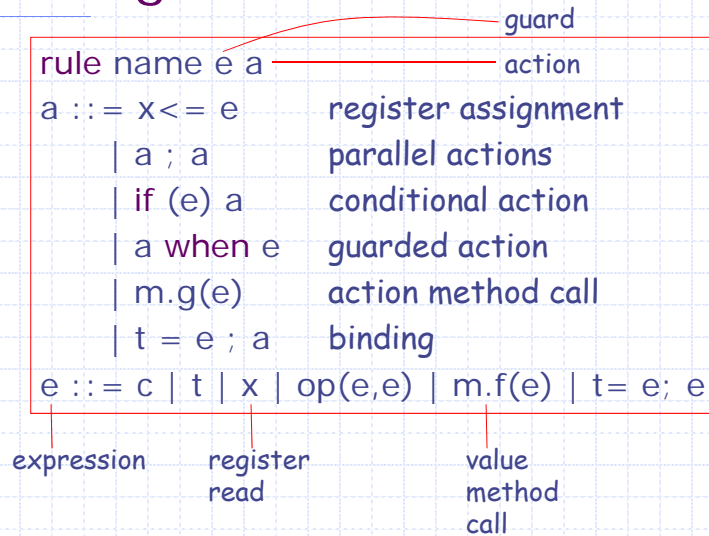 guard
rule name e a action
a ::= x<= e register assignment
| a ; a parallel actions
| if (e) a conditional action
| a when e guarded action
| m.g(e) action method call
| t = e ; a binding
e ::= c | t | x | op(e,e) | m.f(e) | t= e; e
expression register value
read method
call